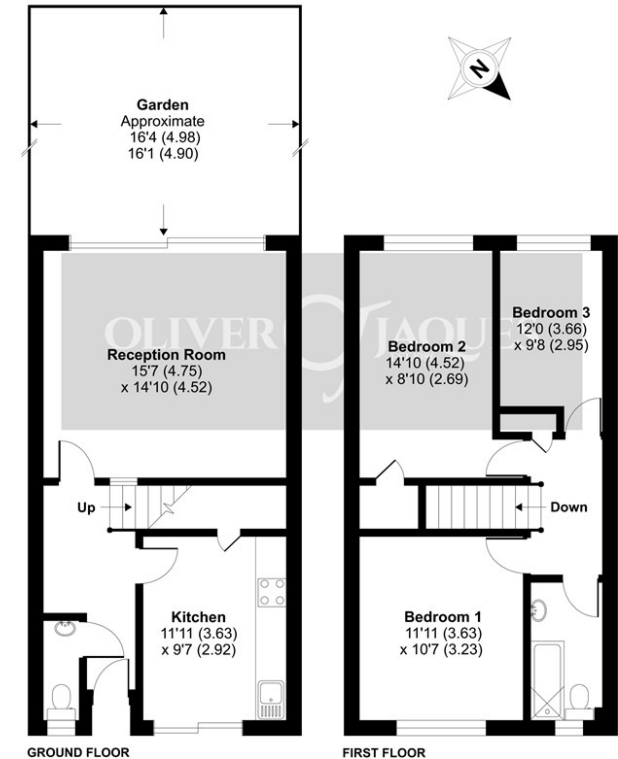 Garden
Approximate
16'4 (4.98)
16'1 (4.90)
N
OLIVER JAQUE
Reception Room
15'7 (4.75)
x 14'10 (4.52)
Bedroom 2
14'10 (4.52)
x 8'10 (2.69)
Bedroom 3
12'0 (3.66)
x 9'8 (2.95)
Up
Down
Kitchen
11'11 (3.63)
x 9'7 (2.92)
Bedroom 1
11'11 (3.63)
x 10'7 (3.23)
GROUND FLOOR
FIRST FLOOR